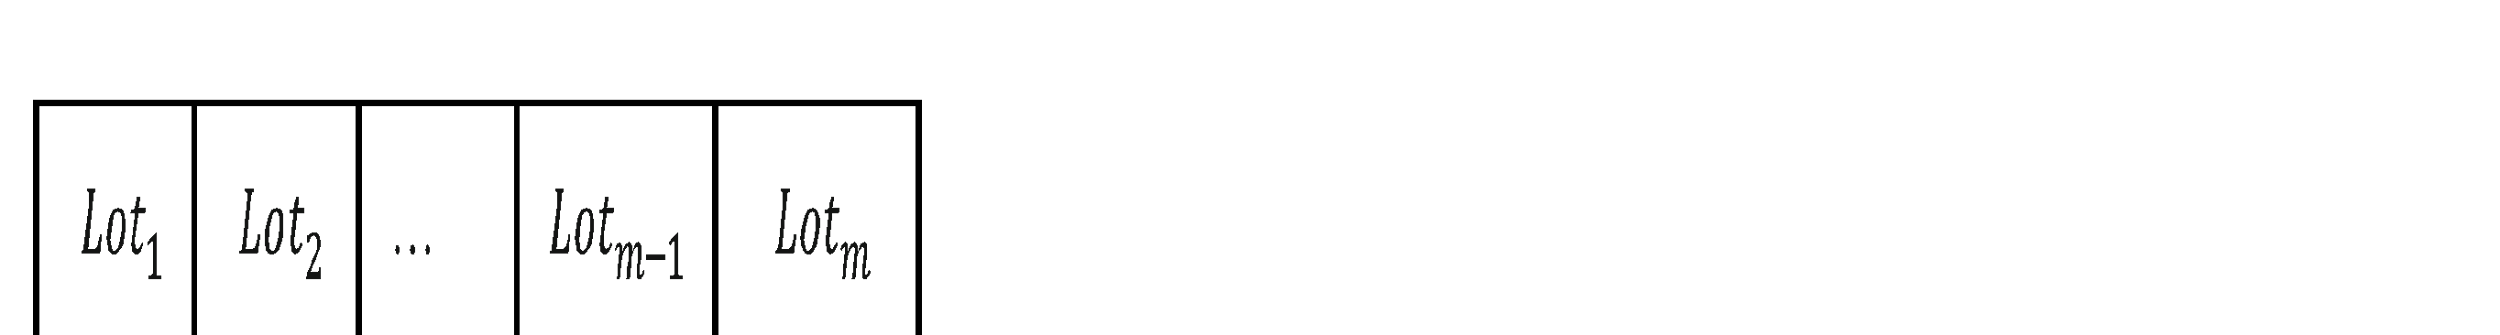 Lot₁ Lot₂ ... Lotₘ₋₁ Lotₘ